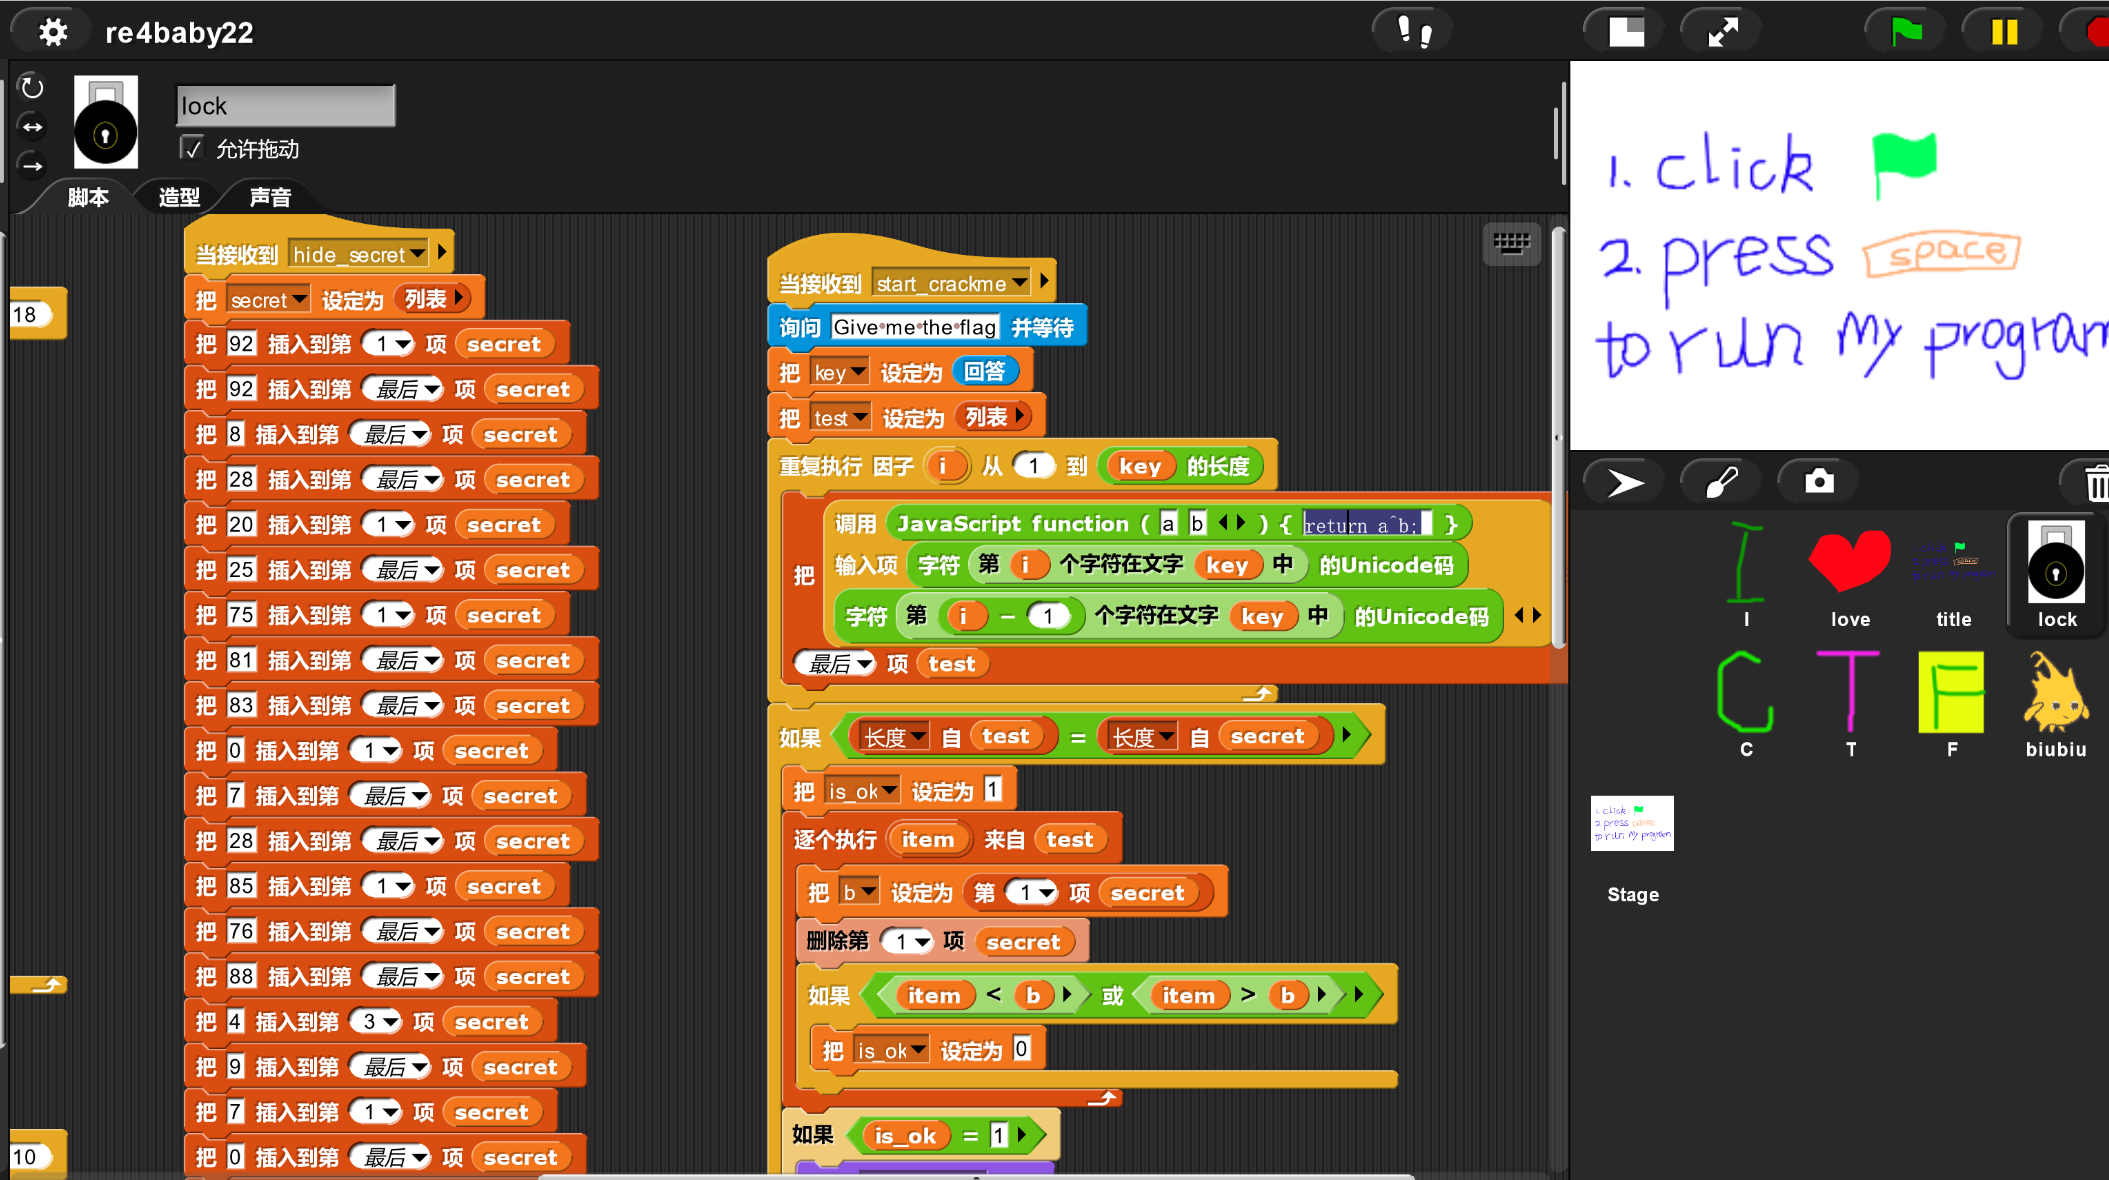 re4baby22
lock
允许拖动
脚本 造型 声音
18
10
当接收到 hide_secret
把 secret 设定为 列表
把 92 插入到第 1 项 secret
把 92 插入到第 最后 项 secret
把 8 插入到第 最后 项 secret
把 28 插入到第 最后 项 secret
把 20 插入到第 1 项 secret
把 25 插入到第 最后 项 secret
把 75 插入到第 1 项 secret
把 81 插入到第 最后 项 secret
把 83 插入到第 最后 项 secret
把 0 插入到第 1 项 secret
把 7 插入到第 最后 项 secret
把 28 插入到第 最后 项 secret
把 85 插入到第 1 项 secret
把 76 插入到第 最后 项 secret
把 88 插入到第 最后 项 secret
把 4 插入到第 3 项 secret
把 9 插入到第 最后 项 secret
把 7 插入到第 1 项 secret
把 0 插入到第 最后 项 secret
当接收到 start_crackme
询问 Give me the flag 并等待
把 key 设定为 回答
把 test 设定为 列表
重复执行 因子 i 从 1 到 key 的长度
调用 JavaScript function ( a b ) { return a^b; }
把 输入项 字符 第 i 个字符在文字 key 中 的Unicode码
字符 第 i - 1 个字符在文字 key 中 的Unicode码
最后 项 test
如果 长度 自 test = 长度 自 secret
把 is_ok 设定为 1
逐个执行 item 来自 test
把 b 设定为 第 1 项 secret
删除第 1 项 secret
如果 item < b 或 item > b
把 is_ok 设定为 0
如果 is_ok = 1
1. click
2. press space
to run My program
I love title lock
C T F biubiu
1. click
2 press
to run My program
Stage